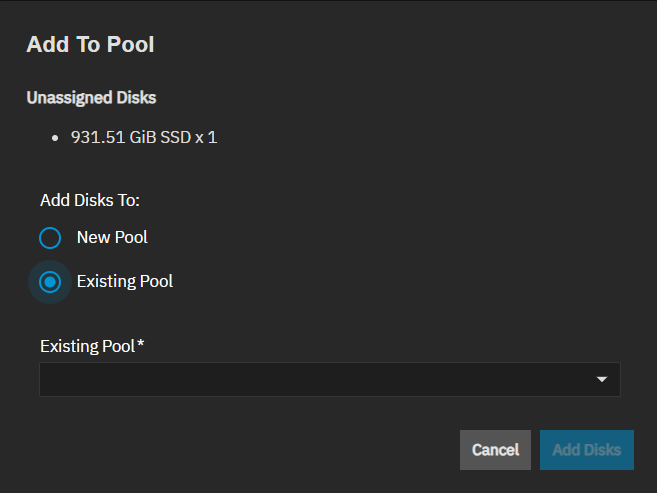 Add To Pool
Unassigned Disks
• 931.51 GiB SSD x 1
Add Disks To:
New Pool
Existing Pool
Existing Pool*
Cancel
Add Disks